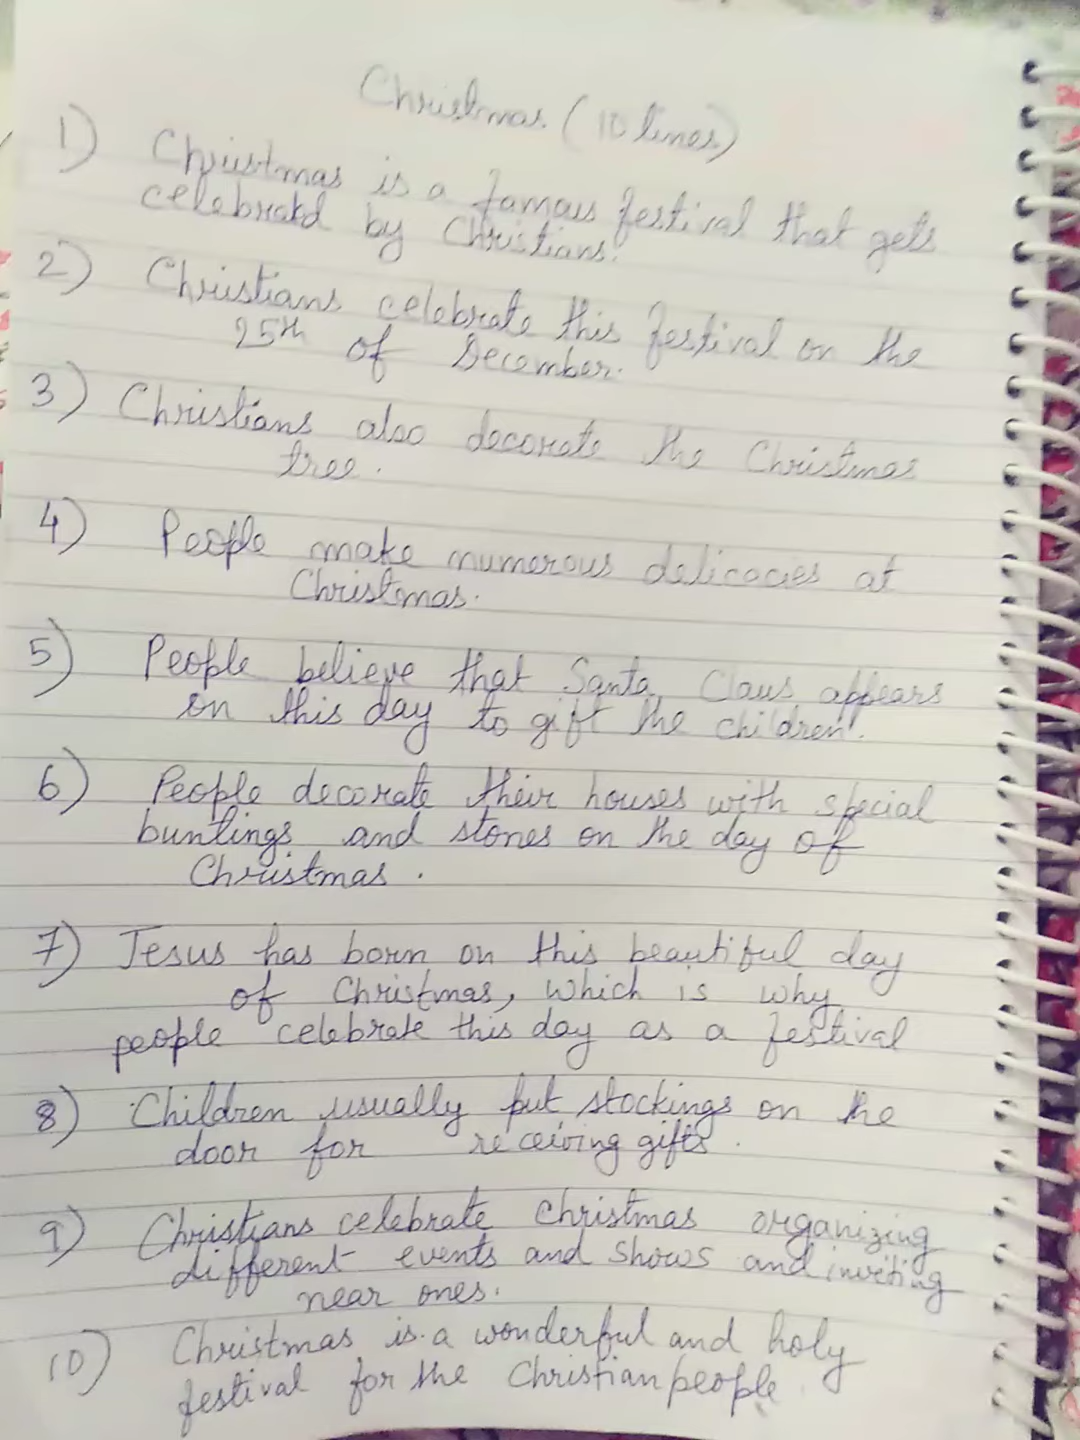 Christmas (10 lines)
1) Christmas is a famous festival that gets
celebratd by Christians.
2) Christians celebrate this festival on the
25th of December.
3) Christians also decorate the Christmas
tree.
4) People make numerous delicacies at
Christmas.
5) People believe that Santa Claus appears
on this day to gift the children.
6) People decorate their houses with special
buntings and stones on the day of
Christmas.
7) Jesus has born on this beautiful day
of Christmas, which is why
people celebrate this day as a festival
8) Children usually put stockings on the
door for receiving gifts.
9) Christians celebrate christmas organizing
different events and shows and inviting
near ones.
10) Christmas is a wonderful and holy
festival for the Christian people.